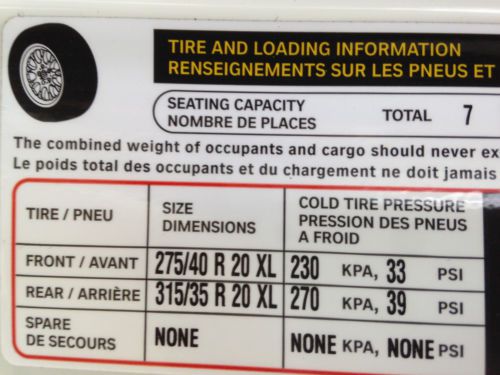 TIRE AND LOADING INFORMATION
RENSEIGNEMENTS SUR LES PNEUS ET
SEATING CAPACITY
NOMBRE DE PLACES
TOTAL 7
The combined weight of occupants and cargo should never ex
Le poids total des occupants et du chargement ne doit jamais
TIRE / PNEU
SIZE
DIMENSIONS
COLD TIRE PRESSURE
PRESSION DES PNEUS
A FROID
FRONT / AVANT 275/40 R 20 XL 230 KPA, 33 PSI
REAR / ARRIÈRE 315/35 R 20 XL 270 KPA, 39 PSI
SPARE
DE SECOURS
NONE
NONE KPA, NONE PSI